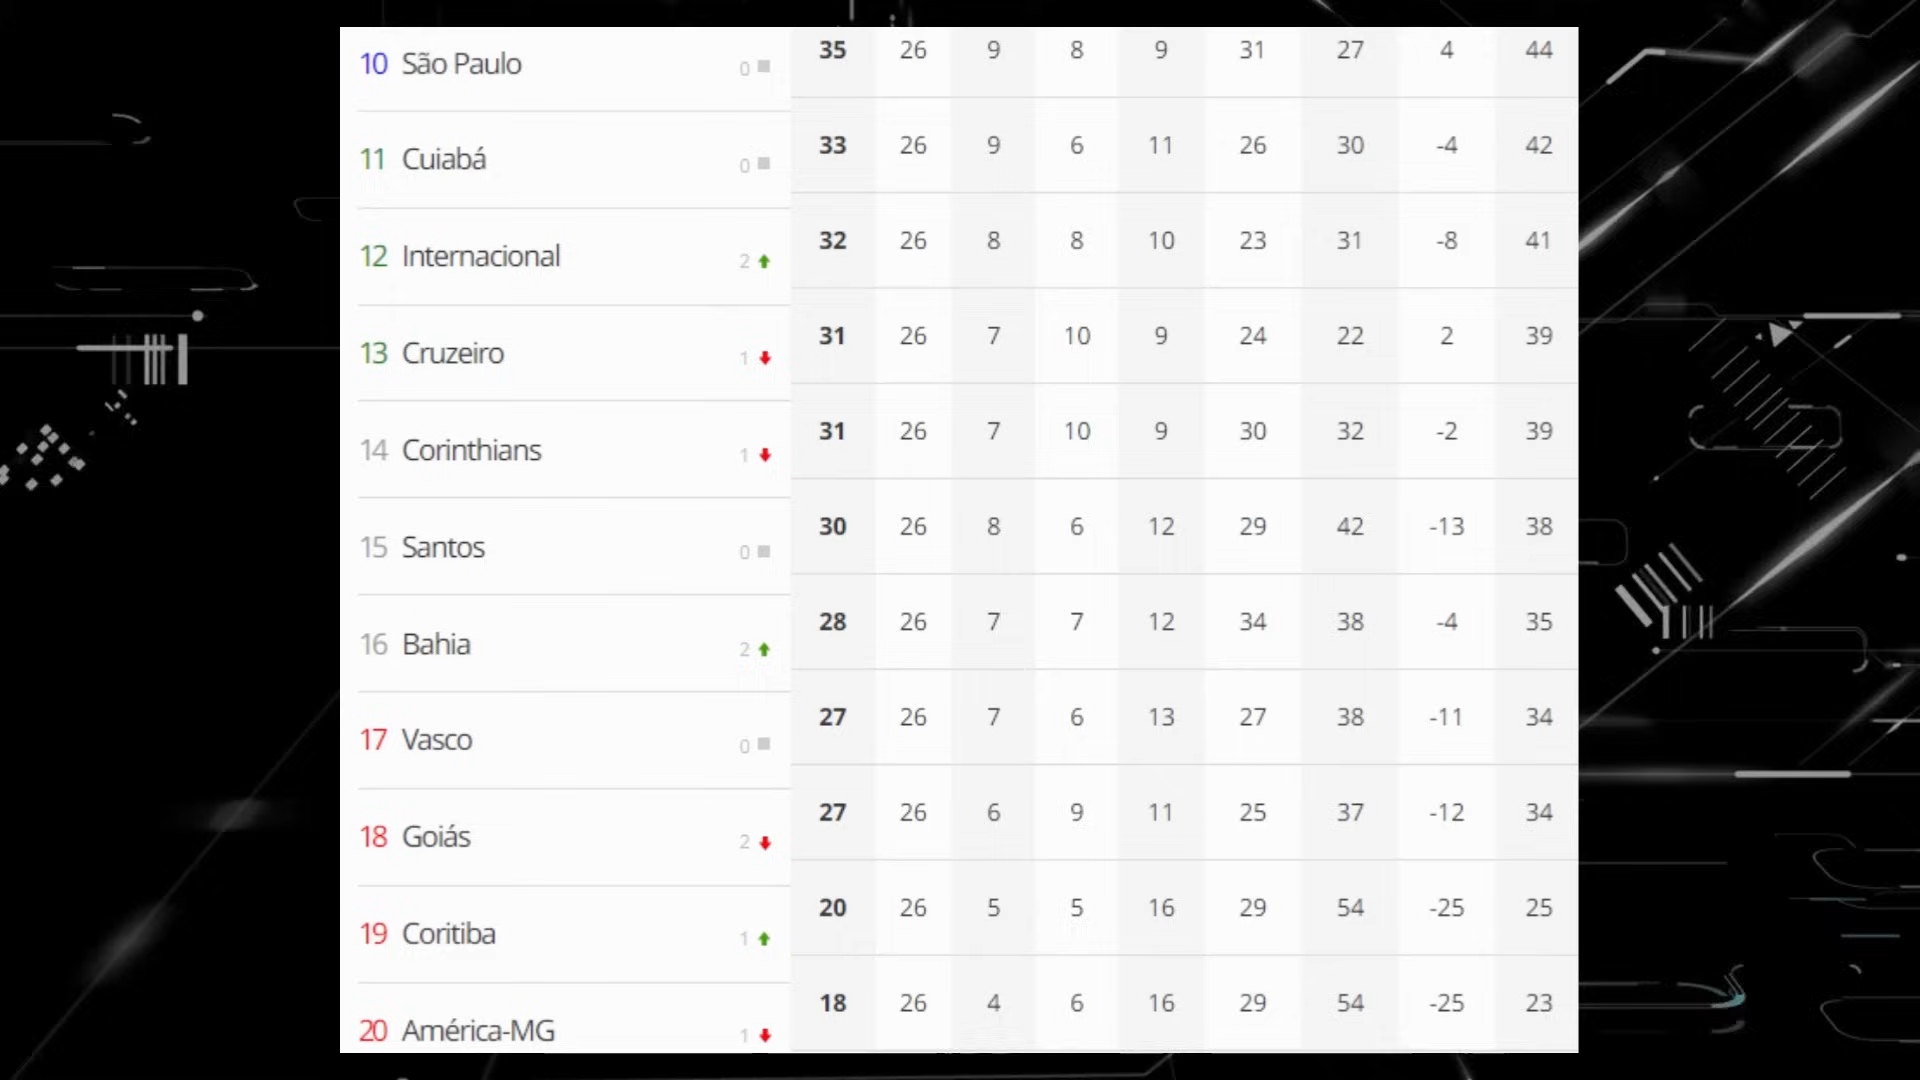 10 São Paulo 0 35 26 9 8 9 31 27 4 44
11 Cuiabá 0 33 26 9 6 11 26 30 -4 42
12 Internacional 2 32 26 8 8 10 23 31 -8 41
13 Cruzeiro 1 31 26 7 10 9 24 22 2 39
14 Corinthians 1 31 26 7 10 9 30 32 -2 39
15 Santos 0 30 26 8 6 12 29 42 -13 38
16 Bahia 2 28 26 7 7 12 34 38 -4 35
17 Vasco 0 27 26 7 6 13 27 38 -11 34
18 Goiás 2 27 26 6 9 11 25 37 -12 34
19 Coritiba 1 20 26 5 5 16 29 54 -25 25
20 América-MG 1 18 26 4 6 16 29 54 -25 23